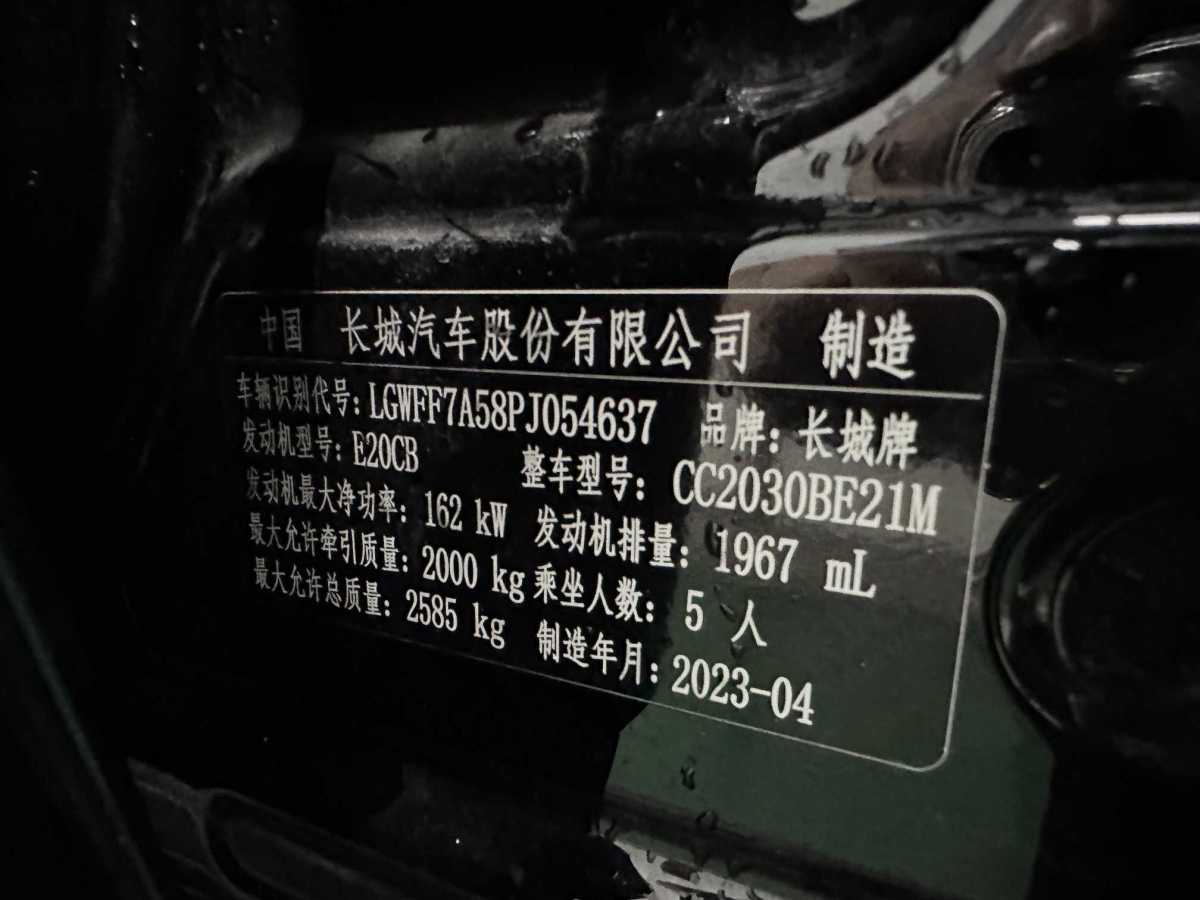 中国 长城汽车股份有限公司 制造
车辆识别代号: LGWFF7A58PJ054637 品牌: 长城牌
发动机型号: E20CB 整车型号: CC2030BE21M
发动机最大净功率: 162 kW 发动机排量: 1967 mL
最大允许牵引质量: 2000 kg 乘坐人数: 5 人
最大允许总质量: 2585 kg 制造年月: 2023-04